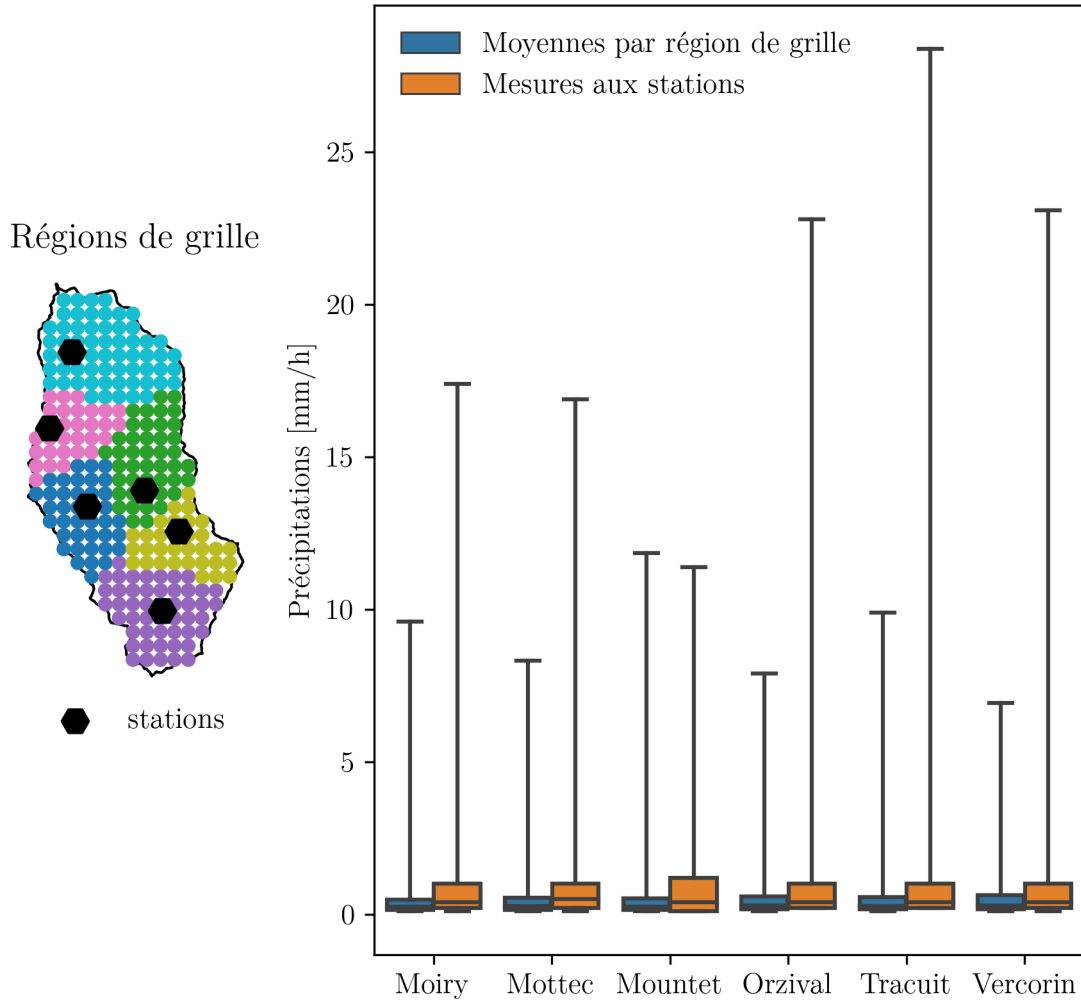 Régions de grille
stations
Moyennes par région de grille
Mesures aux stations
Précipitations [mm/h]
25
20
15
10
5
0
Moiry
Mottec
Mountet
Orzival
Tracuit
Vercorin